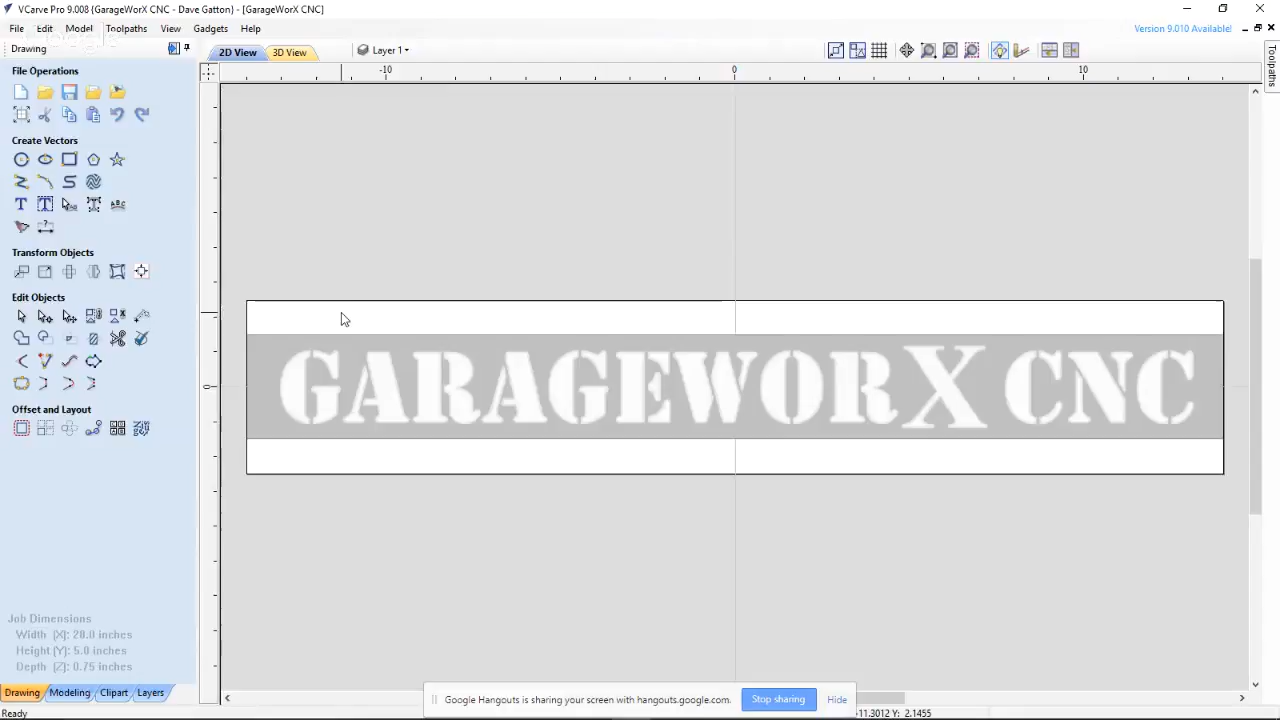 VCarve Pro 9.008 {GarageWorX CNC - Dave Gatton} - [GarageWorX CNC]
File Edit Model Toolpaths View Gadgets Help
Version 9.010 Available!
Drawing
2D View 3D View Layer 1
Toolpaths
File Operations
-10 0 10
Create Vectors
Transform Objects
Edit Objects
0
GARAGEWORX CNC
Offset and Layout
Job Dimensions
Width (X): 28.0 inches
Height (Y): 5.0 inches
Depth (Z): 0.75 inches
Drawing Modeling Clipart Layers
Google Hangouts is sharing your screen with hangouts.google.com. Stop sharing Hide
Ready
-11.3012 Y: 2.1455